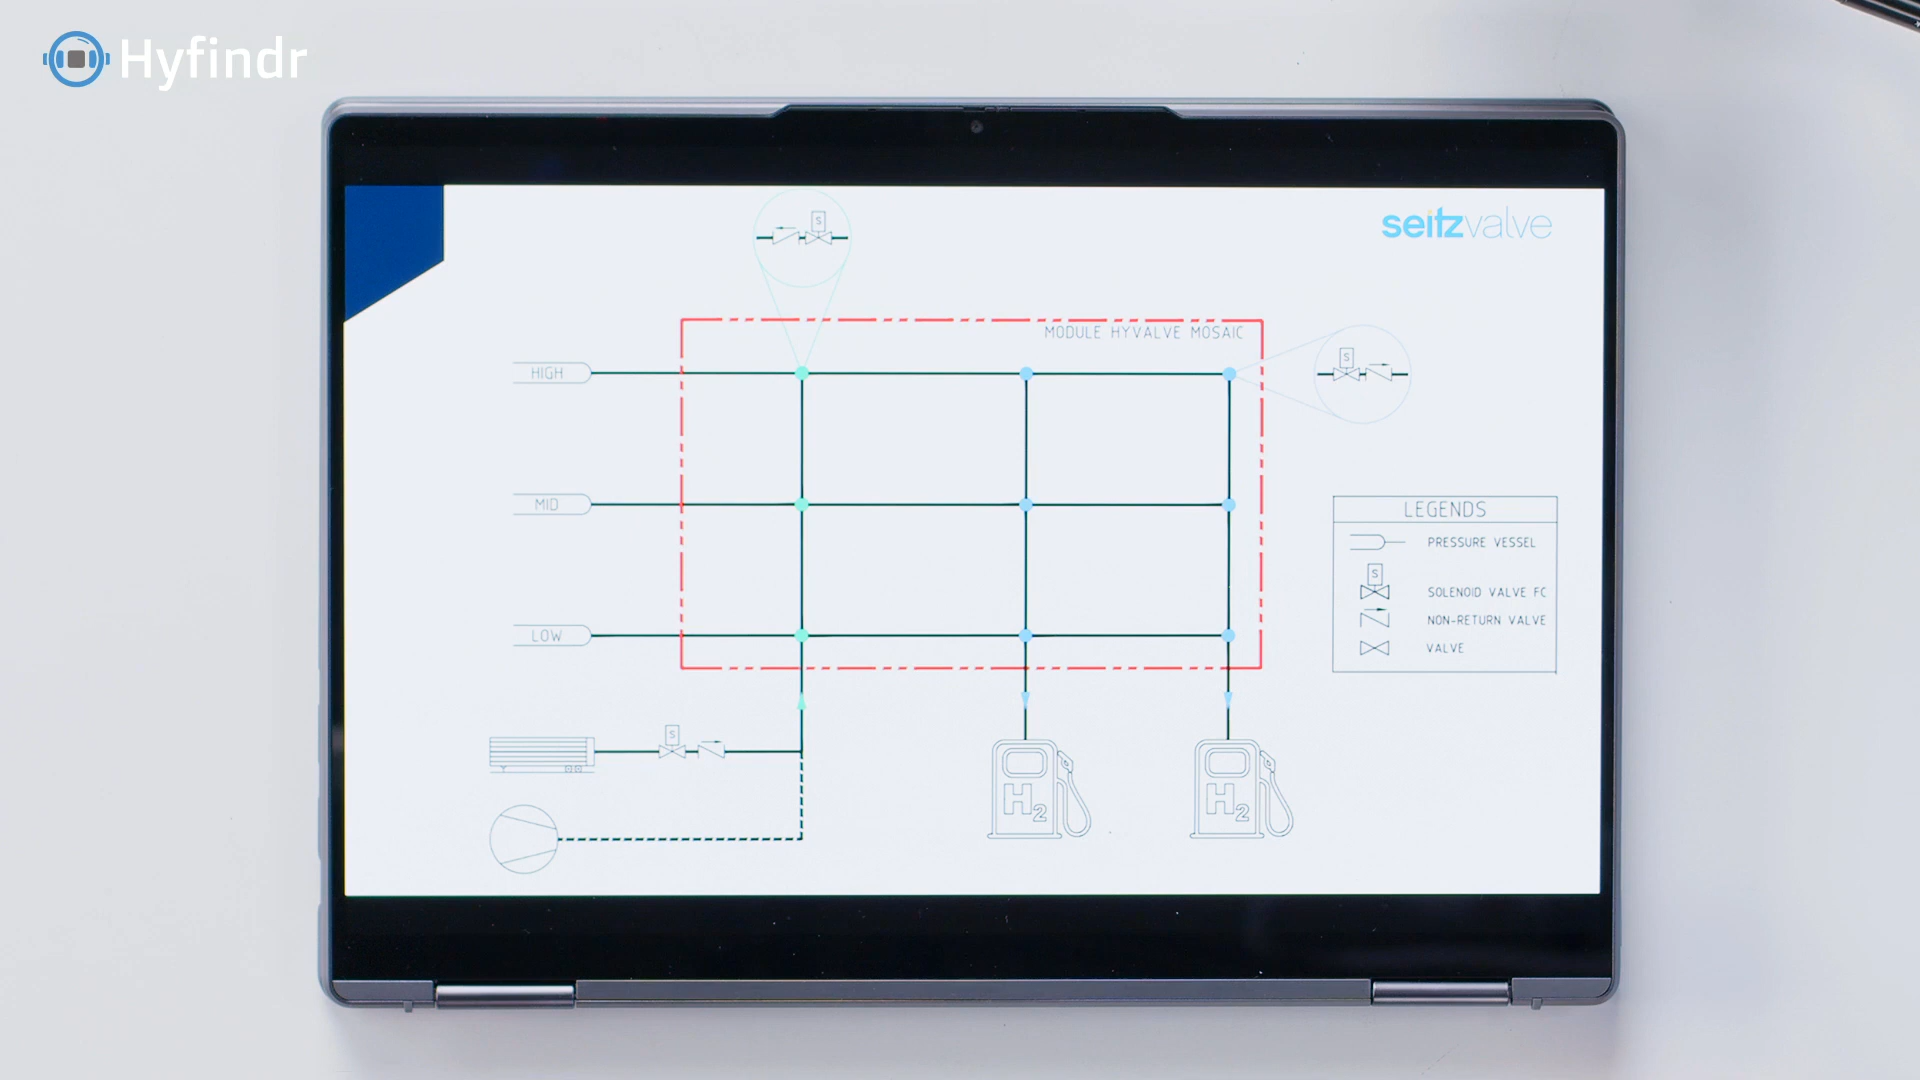 Hyfindr
seitzvalve
S
MODULE HYVALVE MOSAIC
S
HIGH
MID
LEGENDS
PRESSURE VESSEL
S
SOLENOID VALVE FC
NON-RETURN VALVE
VALVE
LOW
S
H2
H2